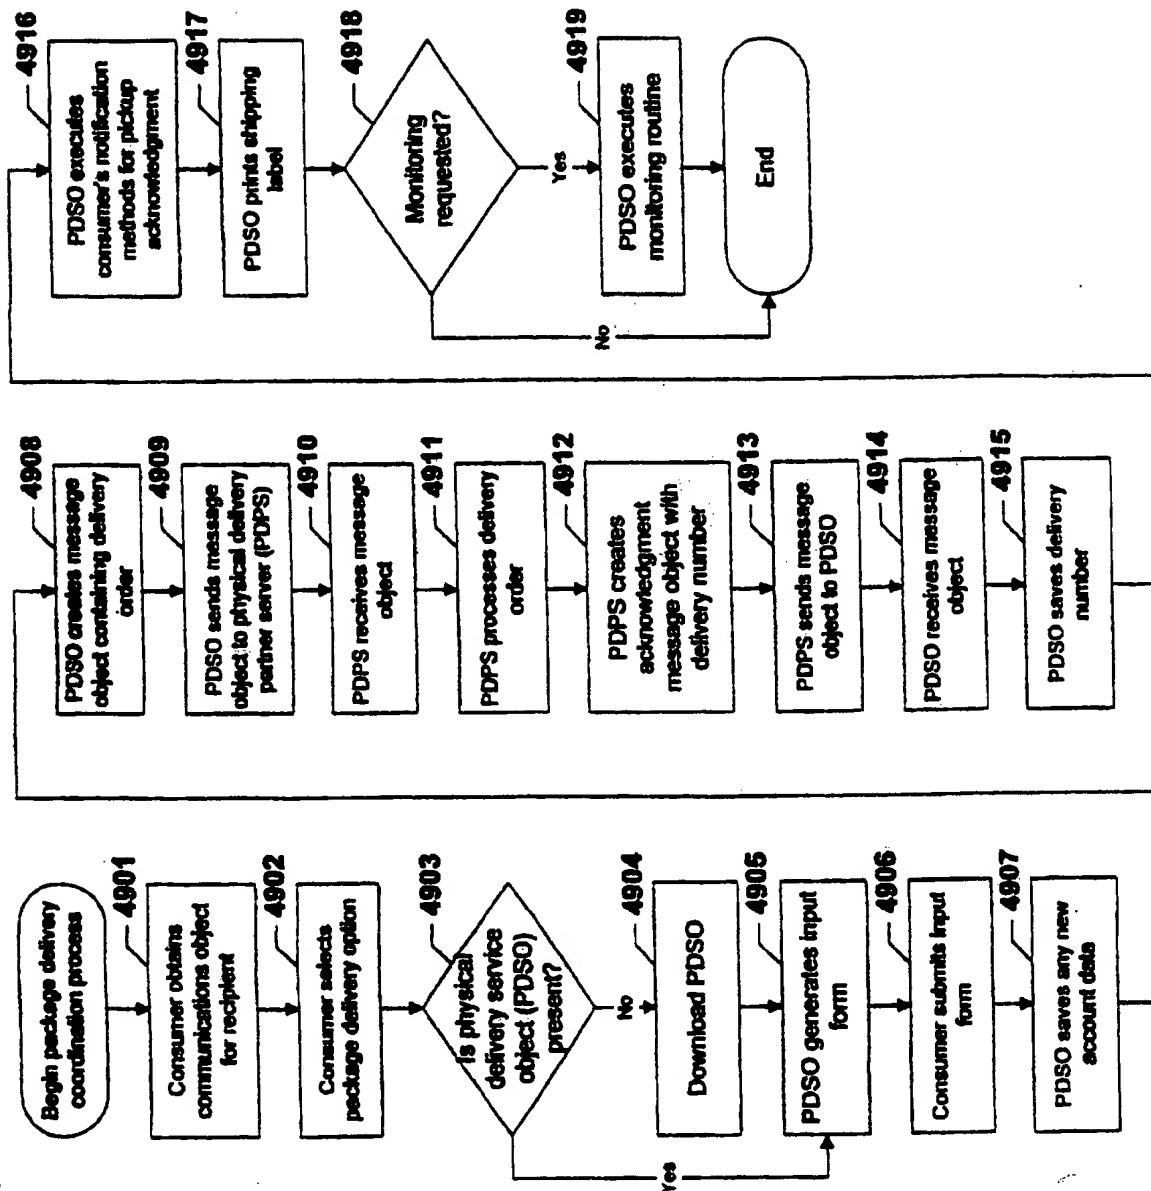 Begin package delivery
coordination process
4901
Consumer obtains
communications object
for recipient
4902
Consumer selects
package delivery option
4903
Is physical
delivery service
object (PDSO)
present?
Yes
No
4904
Download PDSO
4905
PDSO generates input
form
4906
Consumer submits input
form
4907
PDSO saves any new
account data
4908
PDSO creates message
object containing delivery
order
4909
PDSO sends message
object to physical delivery
partner server (PDPS)
4910
PDPS receives message
object
4911
PDPS processes delivery
order
4912
PDPS creates
acknowledgment
message object with
delivery number
4913
PDPS sends message
object to PDSO
4914
PDSO receives message
object
4915
PDSO saves delivery
number
4916
PDSO executes
consumer's notification
methods for pickup
acknowledgment
4917
PDSO prints shipping
label
4918
Monitoring
requested?
Yes
No
4919
PDSO executes
monitoring routine
End